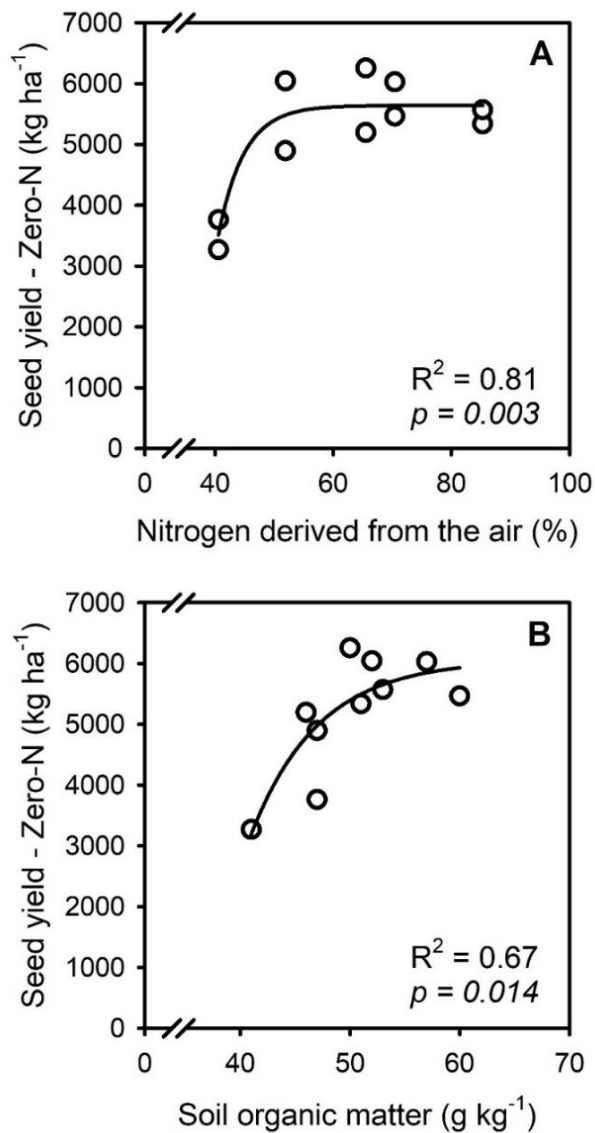 7000
6000
5000
4000
3000
2000
1000
0
Seed yield - Zero-N (kg ha⁻¹)
A
R² = 0.81
p = 0.003
0 40 60 80 100
Nitrogen derived from the air (%)
7000
6000
5000
4000
3000
2000
1000
0
Seed yield - Zero-N (kg ha⁻¹)
B
R² = 0.67
p = 0.014
0 40 50 60 70
Soil organic matter (g kg⁻¹)